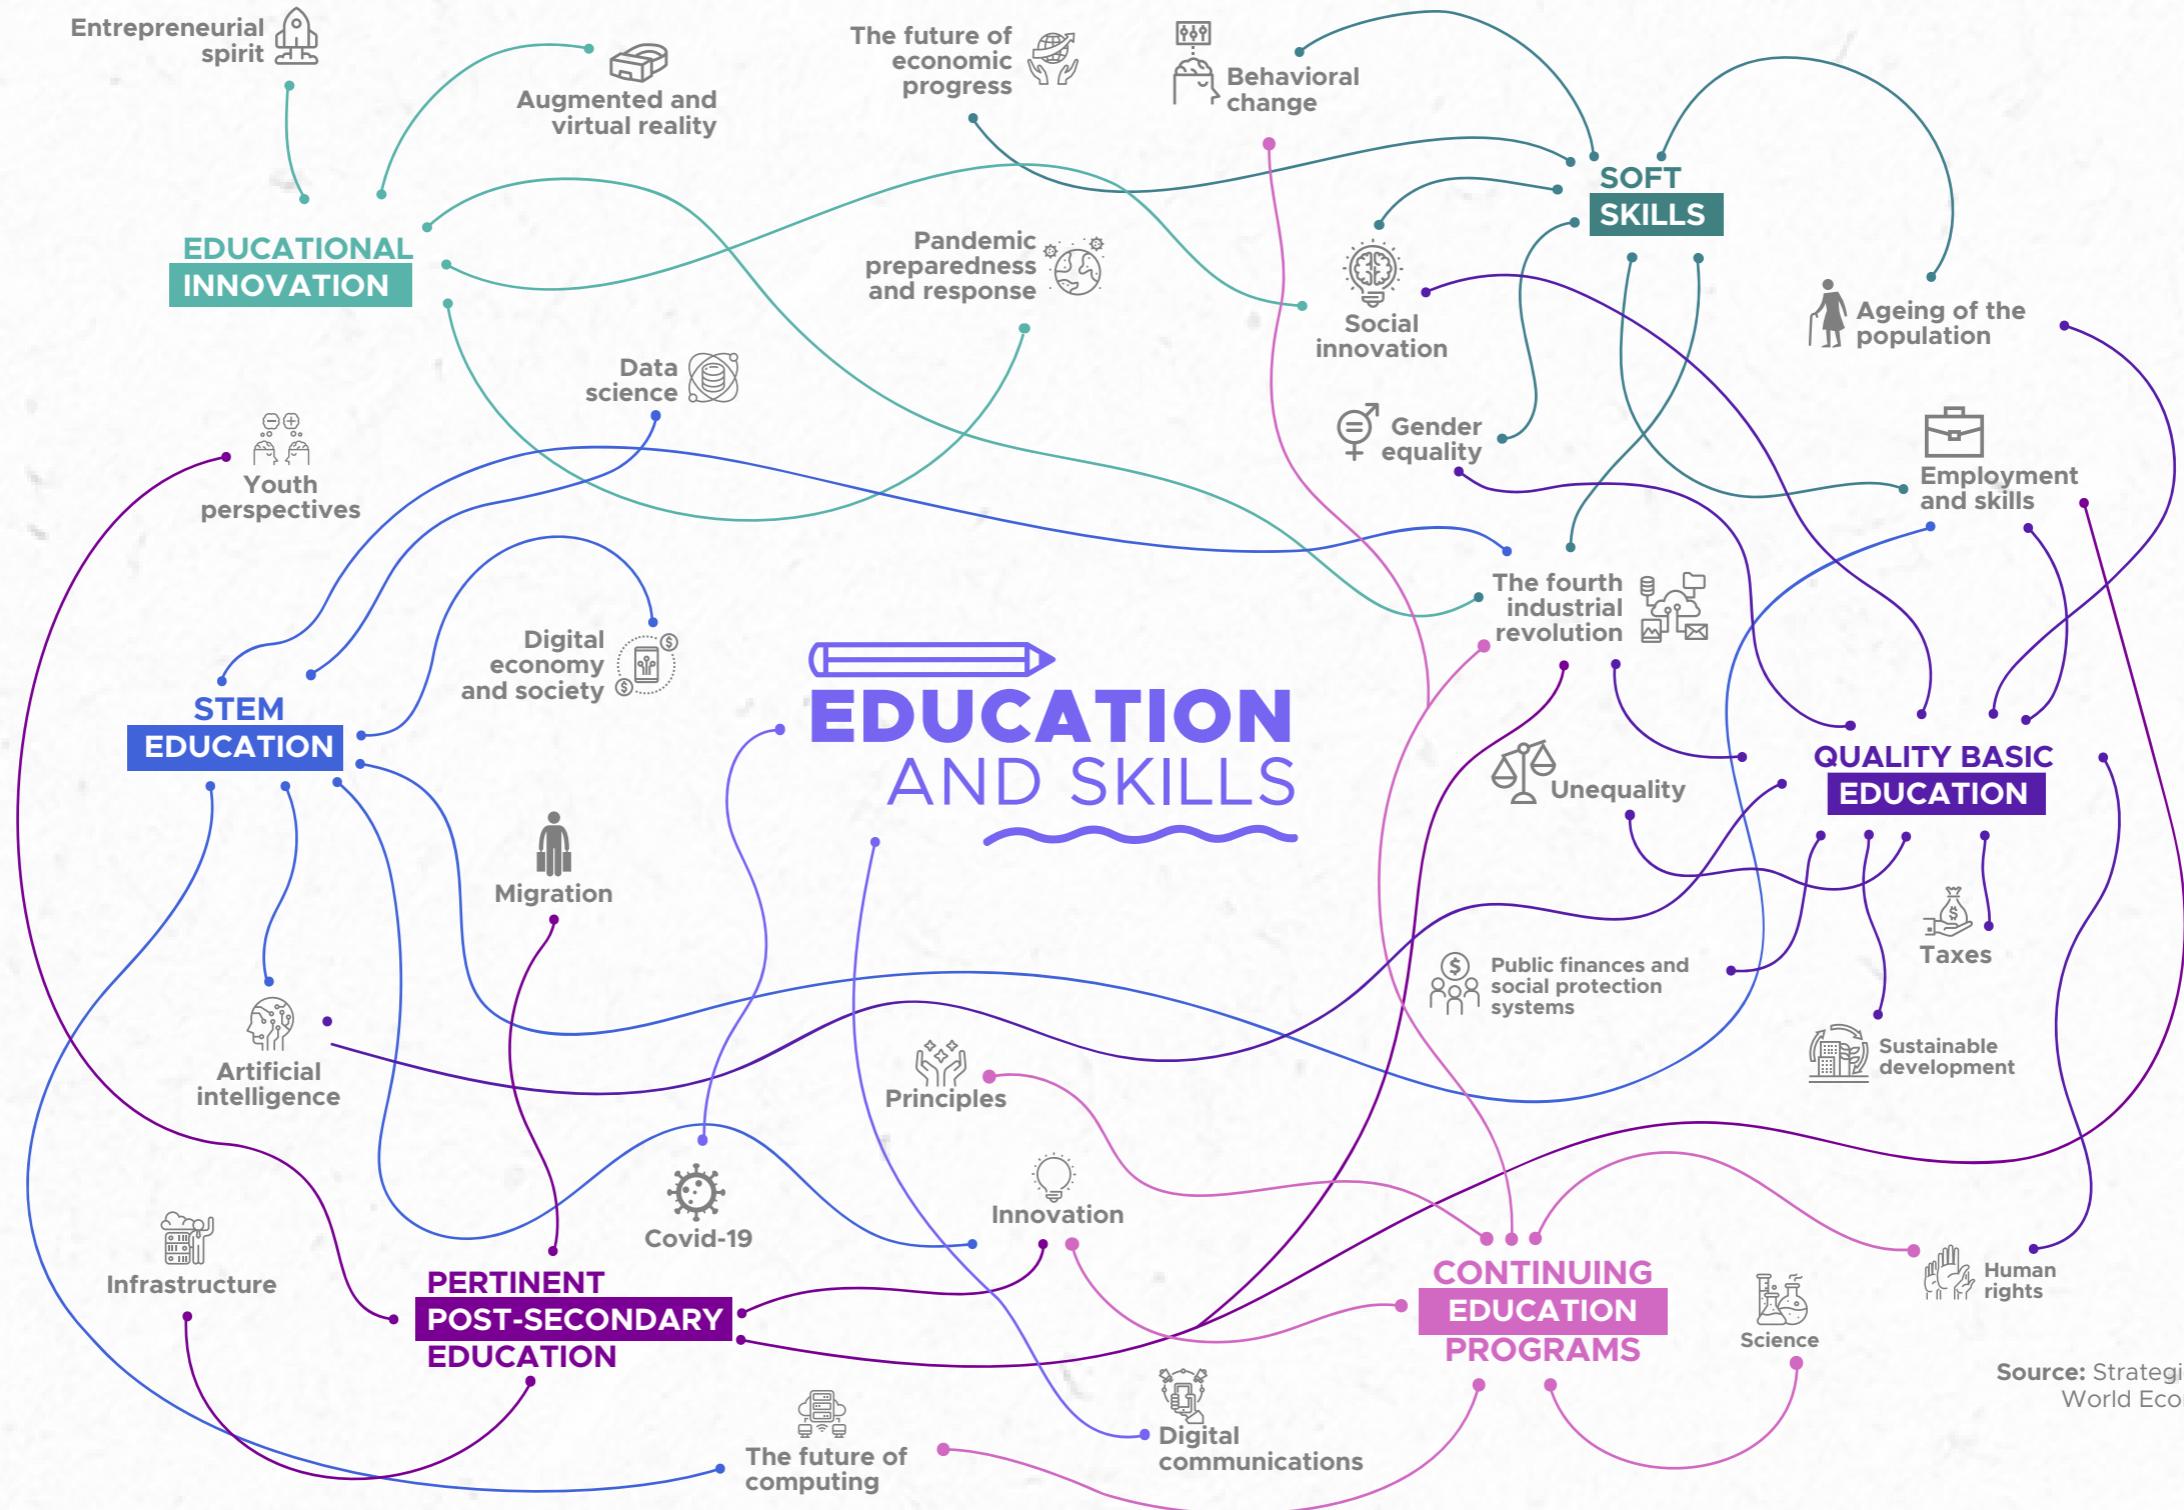 Entrepreneurial
spirit
Augmented and
virtual reality
The future of
economic
progress
Behavioral
change
SOFT
SKILLS
EDUCATIONAL
INNOVATION
Pandemic
preparedness
and response
Social
innovation
Ageing of the
population
Data
science
Youth
perspectives
Gender
equality
Employment
and skills
The fourth
industrial
revolution
Digital
economy
and society
STEM
EDUCATION
EDUCATION
AND SKILLS
QUALITY BASIC
EDUCATION
Unequality
Migration
Taxes
Public finances and
social protection
systems
Sustainable
development
Artificial
intelligence
Principles
Innovation
Covid-19
Infrastructure
PERTINENT
POST-SECONDARY
EDUCATION
CONTINUING
EDUCATION
PROGRAMS
Human
rights
Science
Source: Strategi
World Eco
The future of
computing
Digital
communications